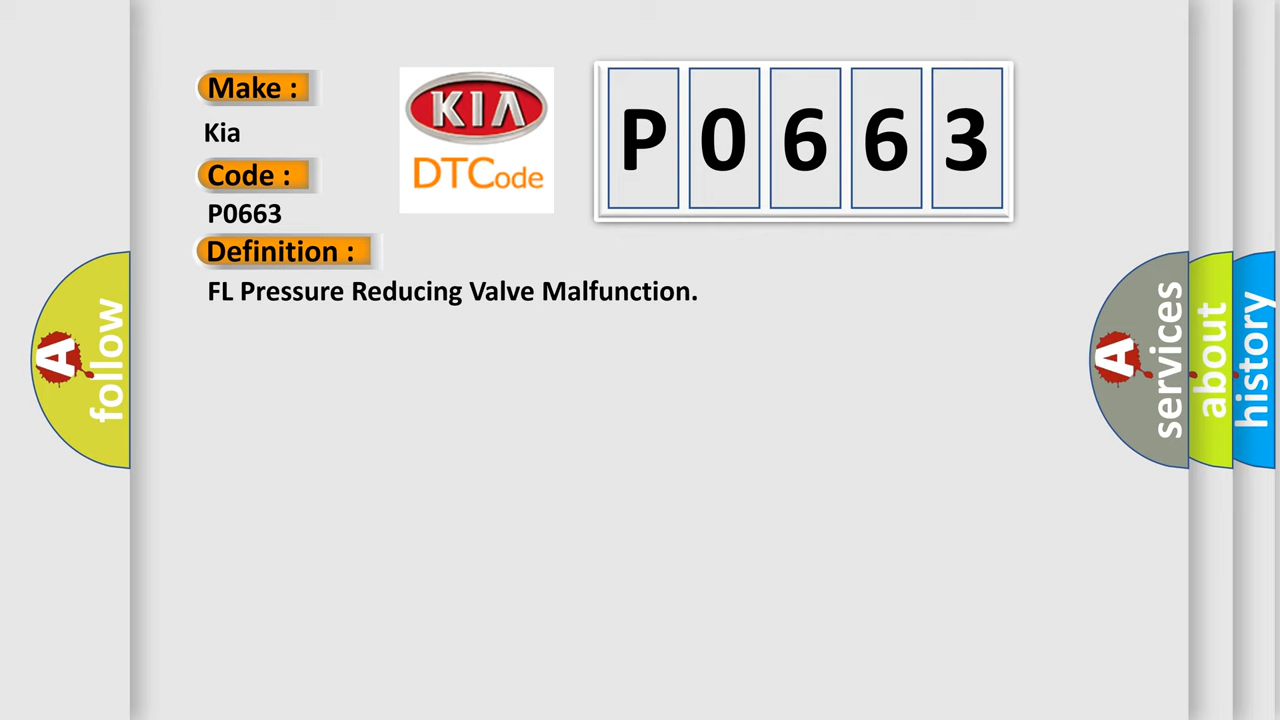 Make :
Kia
Code :
P0663
Definition :
FL Pressure Reducing Valve Malfunction.
KIA
DTCode
P0663
A
follow
A
services
about
history